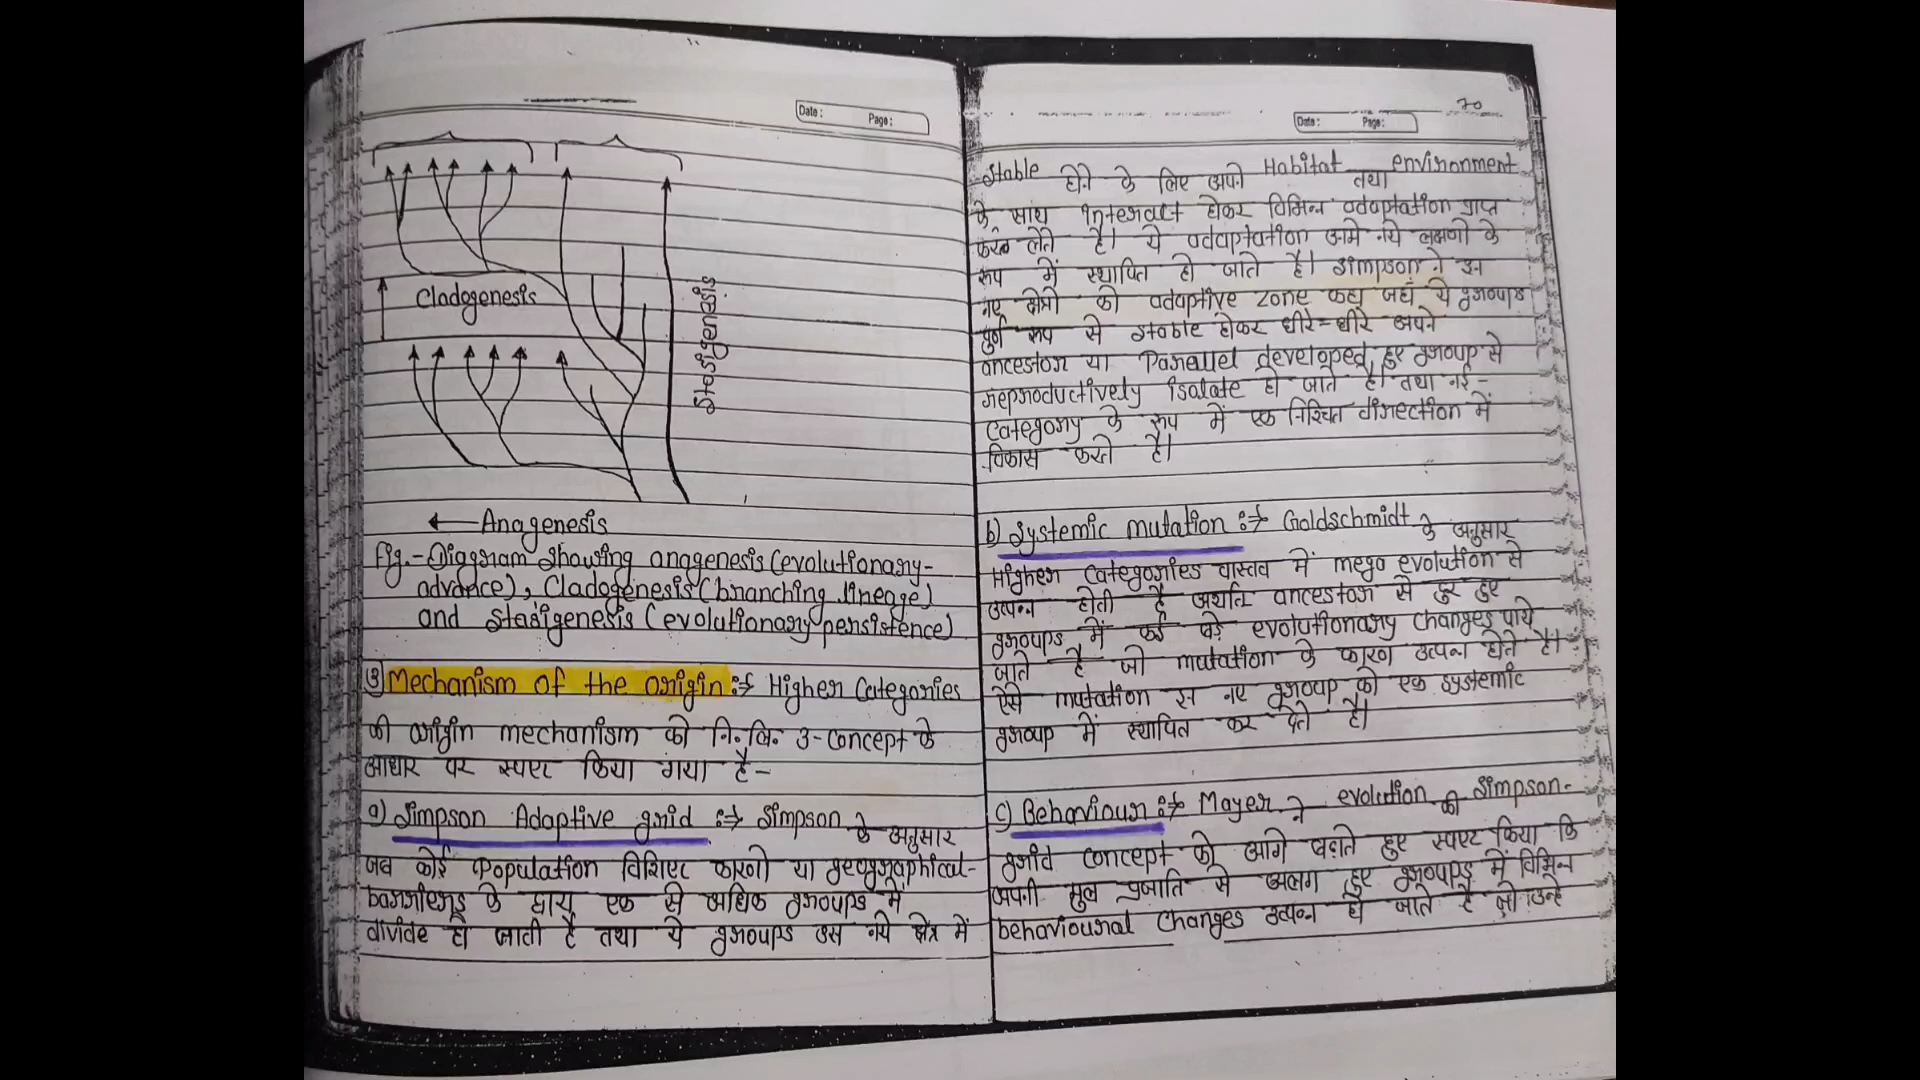 Date :
Page :
Cladogenesis
Stasigenesis
← Anagenesis
Fig.- Diagram showing anagenesis (evolutionary-
advance), Cladogenesis (branching lineage)
and Stasigenesis (evolutionary persistence)
③ Mechanism of the origin :→ Higher Categories
की origin mechanism को नि०लि० 3-concept के
आधार पर स्पष्ट किया गया है -
a) Simpson Adaptive grid :→ Simpson के अनुसार
जब कोई Population विशिष्ट कारणो या geographical-
barriers के द्वारा एक से अधिक groups में
divide हो जाती है तथा ये groups उस नये क्षेत्र में
70
Date :
Page :
Stable होने के लिए अपने Habitat तथा environment
के साथ interact होकर विभिन्न adaptation प्राप्त
कर लेते है। ये adaptation उनमे नये लक्षणो के
रूप में स्थापित हो जाते है। Simpson ने उन
नए क्षेत्रो को adaptive zone कहा जहाँ ये groups
पुर्ण रूप से stable होकर धीरे-धीरे अपने
ancestor या Parallel developed हुए group से
reproductively isolate हो जाते है। तथा नई-
Category के रूप में एक निश्चित direction में
विकास करते है।
b) Systemic mutation :→ Goldschmidt के अनुसार
Higher Categories वास्तव में mega evolution से
उत्पन्न होती है अर्थात ancestor से दुर हुए
groups में कई बड़े evolutionary changes पाये
जाते है जो mutation के कारण उत्पन्न होते है।
ऐसे mutation इन नए group को एक systemic
group में स्थापित कर देते है।
c) Behaviour :→ Mayer ने evolution की Simpson-
grid concept को आगे बढ़ाते हुए स्पष्ट किया कि
अपनी मुल प्रजाति से अलग हुए groups में विभिन्न
behavioural changes उत्पन्न हो जाते है जो उन्हे